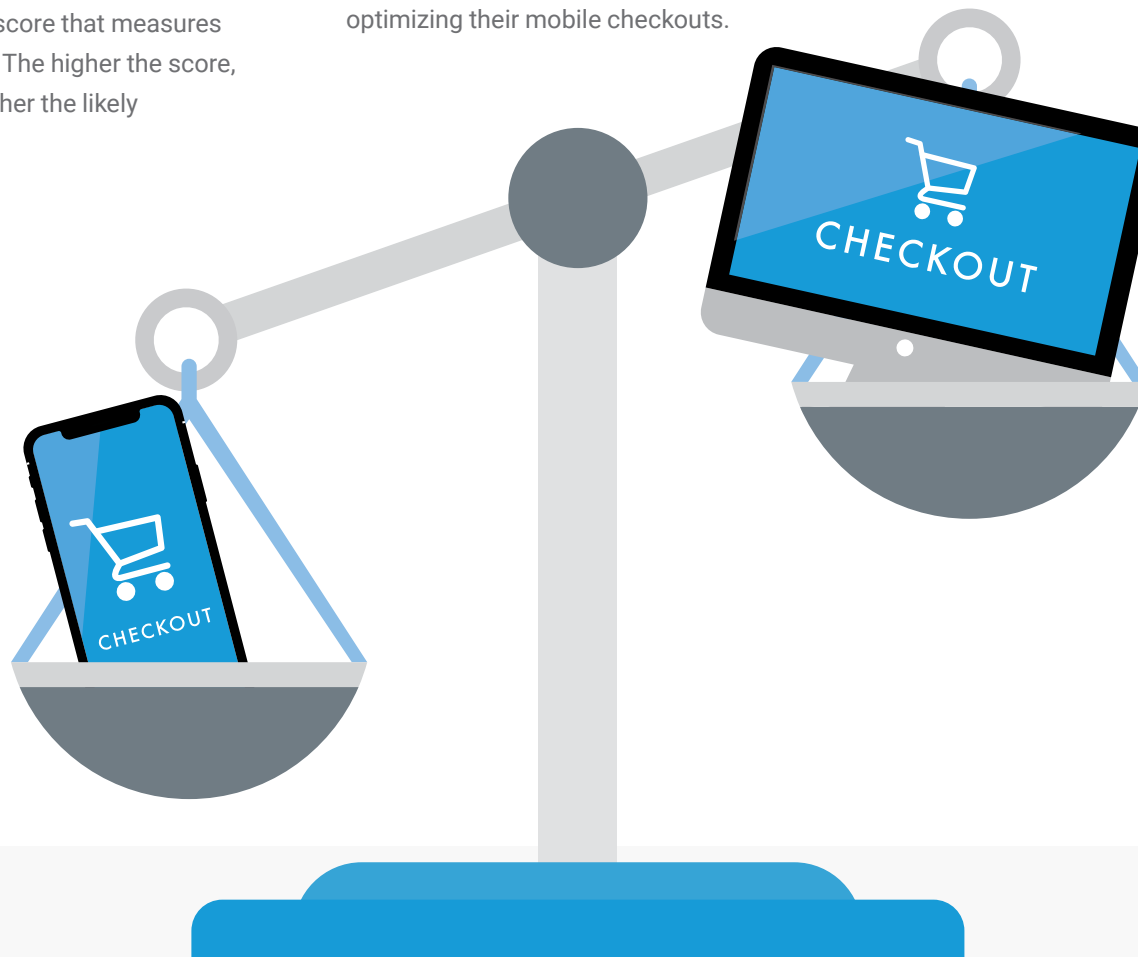 score that measures
The higher the score,
her the likely
optimizing their mobile checkouts.
CHECKOUT
CHECKOUT